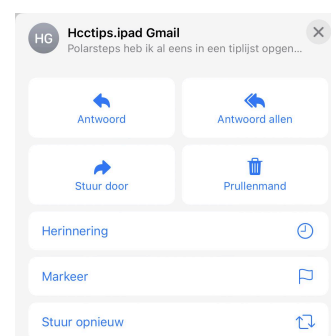 HG
Hcctips.ipad Gmail
Polarsteps heb ik al eens in een tiplijst opgen...
Antwoord
Antwoord allen
Stuur door
Prullenmand
Herinnering
Markeer
Stuur opnieuw